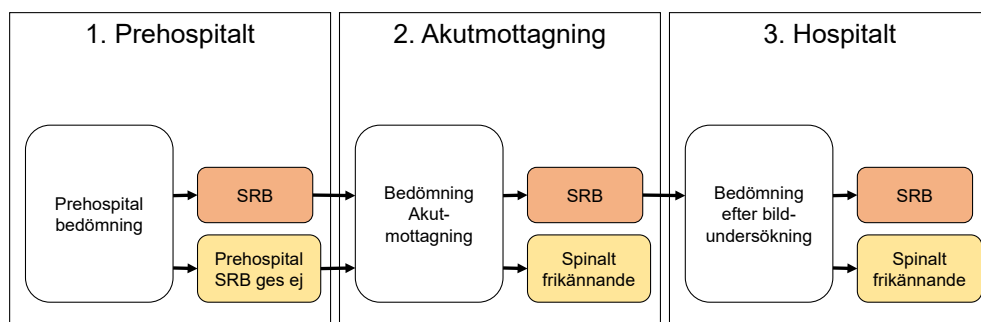 1. Prehospitalt
2. Akutmottagning
3. Hospitalt
Prehospital
bedömning
SRB
Prehospital
SRB ges ej
Bedömning
Akut-
mottagning
SRB
Spinalt
frikännande
Bedömning
efter bild-
undersökning
SRB
Spinalt
frikännande